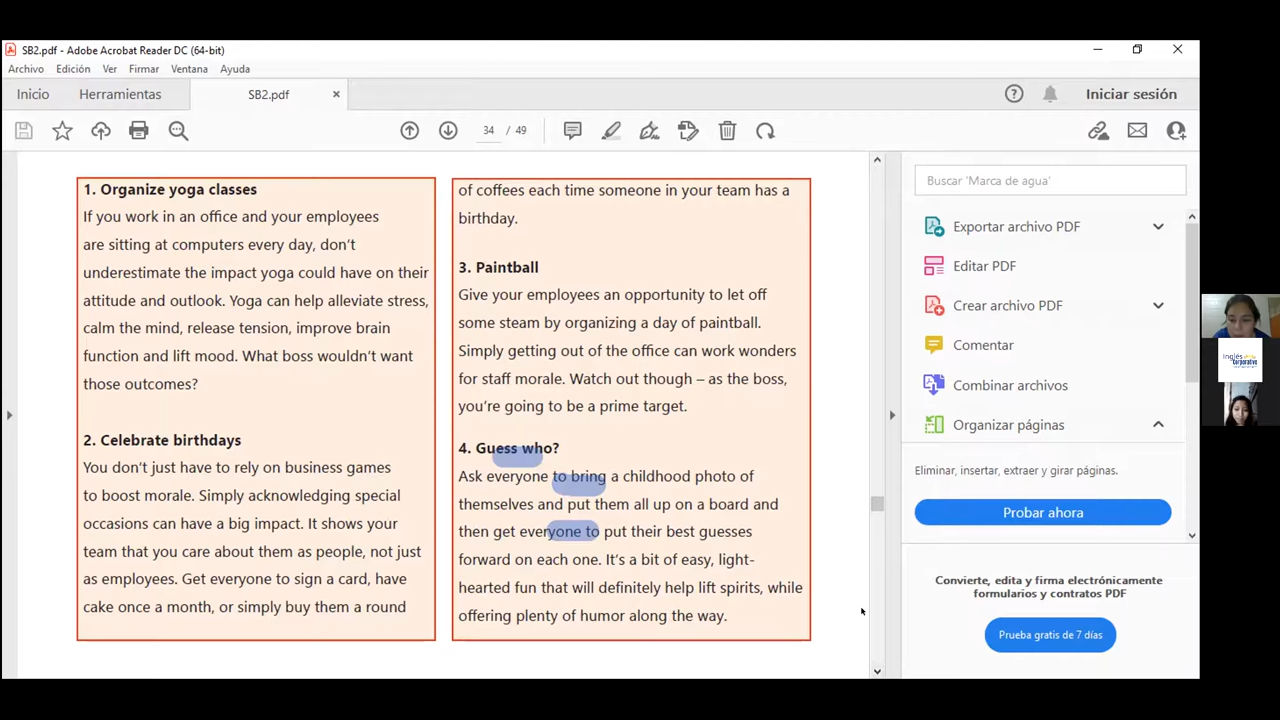 SB2.pdf - Adobe Acrobat Reader DC (64-bit)
Archivo Edición Ver Firmar Ventana Ayuda
Inicio Herramientas SB2.pdf Iniciar sesión
34 / 49
1. Organize yoga classes
If you work in an office and your employees
are sitting at computers every day, don't
underestimate the impact yoga could have on their
attitude and outlook. Yoga can help alleviate stress,
calm the mind, release tension, improve brain
function and lift mood. What boss wouldn't want
those outcomes?
2. Celebrate birthdays
You don't just have to rely on business games
to boost morale. Simply acknowledging special
occasions can have a big impact. It shows your
team that you care about them as people, not just
as employees. Get everyone to sign a card, have
cake once a month, or simply buy them a round
of coffees each time someone in your team has a
birthday.
3. Paintball
Give your employees an opportunity to let off
some steam by organizing a day of paintball.
Simply getting out of the office can work wonders
for staff morale. Watch out though – as the boss,
you're going to be a prime target.
4. Guess who?
Ask everyone to bring a childhood photo of
themselves and put them all up on a board and
then get everyone to put their best guesses
forward on each one. It's a bit of easy, light-
hearted fun that will definitely help lift spirits, while
offering plenty of humor along the way.
Buscar 'Marca de agua'
Exportar archivo PDF
Editar PDF
Crear archivo PDF
Comentar
Combinar archivos
Organizar páginas
Eliminar, insertar, extraer y girar páginas.
Probar ahora
Convierte, edita y firma electrónicamente
formularios y contratos PDF
Prueba gratis de 7 días
Inglés
Corporativo